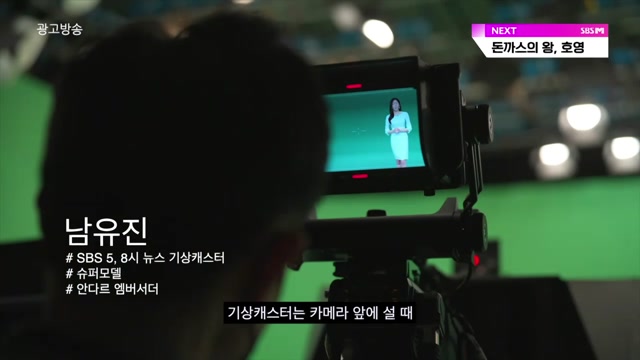 광고방송
NEXT
SBS M
돈까스의 왕, 호영
남유진
# SBS 5, 8시 뉴스 기상캐스터
# 슈퍼모델
# 안다르 엠버서더
기상캐스터는 카메라 앞에 설 때